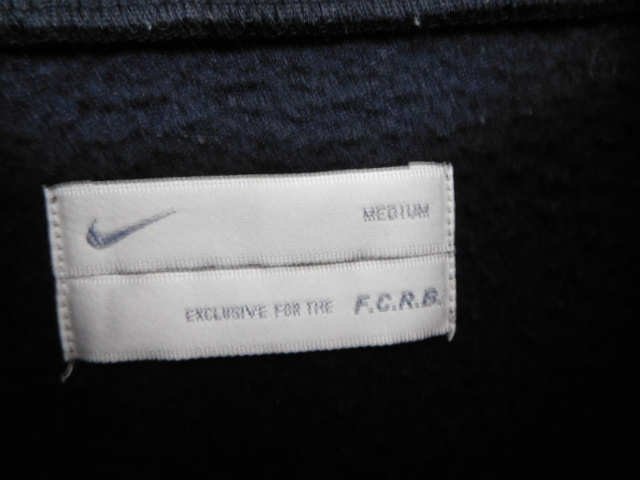 MEDIUM
EXCLUSIVE FOR THE F.C.R.B.